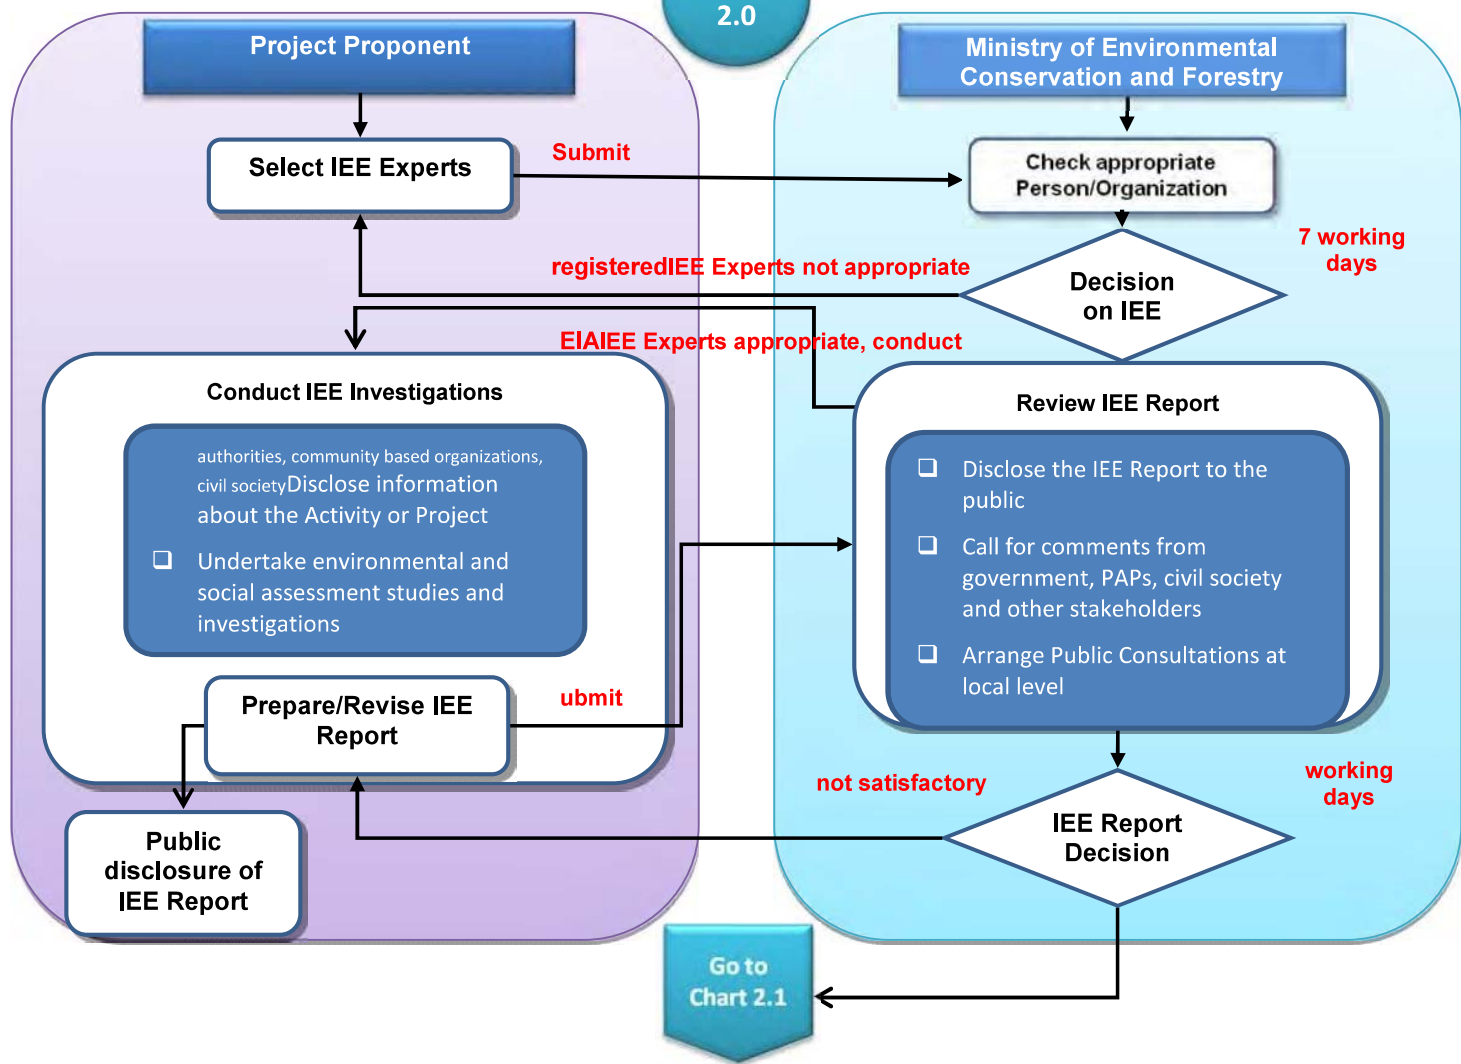 2.0
Project Proponent
Ministry of Environmental
Conservation and Forestry
Select IEE Experts
Submit
Check appropriate
Person/Organization
7 working
days
registeredIEE Experts not appropriate
Decision
on IEE
EIAIEE Experts appropriate, conduct
Conduct IEE Investigations
authorities, community based organizations,
civil societyDisclose information
about the Activity or Project
❑ Undertake environmental and
social assessment studies and
investigations
Prepare/Revise IEE
Report
ubmit
Public
disclosure of
IEE Report
Review IEE Report
❑ Disclose the IEE Report to the
public
❑ Call for comments from
government, PAPs, civil society
and other stakeholders
❑ Arrange Public Consultations at
local level
not satisfactory
working
days
IEE Report
Decision
Go to
Chart 2.1